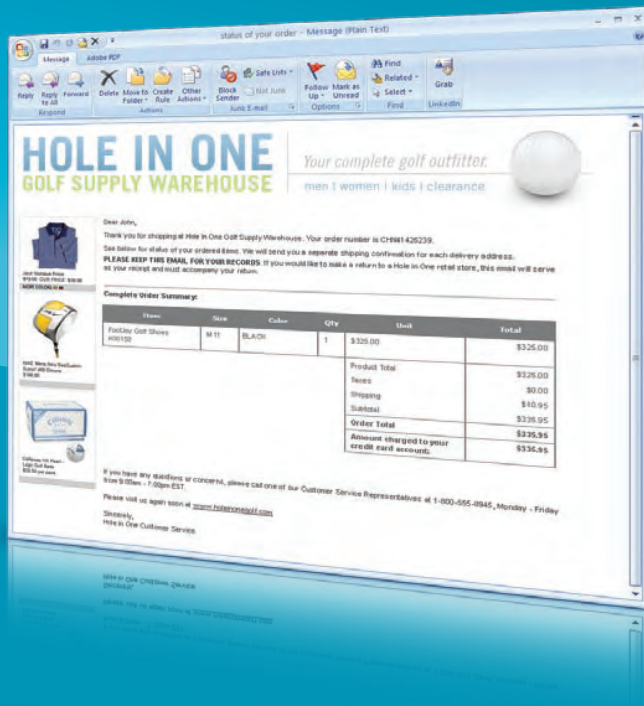 status of your order - Message (Plain Text)
Message Adobe PDF
Reply Reply to All Forward Delete Move to Folder Create Rule Other Actions Block Sender Safe Lists Not Junk Follow Up Mark as Unread Find Related Select Grab
Respond Actions Junk E-mail Options Find LinkedIn
HOLE IN ONE
GOLF SUPPLY WAREHOUSE
Your complete golf outfitter.
men | women | kids | clearance
Dear John,
Thank you for shopping at Hole in One Golf Supply Warehouse. Your order number is CHN#1426239.
See below for status of your ordered items. We will send you a separate shipping confirmation for each delivery address.
PLEASE KEEP THIS EMAIL FOR YOUR RECORDS. If you would like to make a return to a Hole in One retail store, this email will serve
as your receipt and must accompany your return.
Complete Order Summary:
Item Size Color Qty Unit Total
FootJoy Golf Shoes M 11 BLACK 1 $325.00 $325.00
Product Total $325.00
Taxes $0.00
Shipping $10.95
Subtotal $335.95
Order Total $335.95
Amount charged to your
credit card account: $335.95
If you have any questions or concerns, please call one of our Customer Service Representatives at 1-800-555-0945, Monday - Friday
from 9:00am - 7:00pm EST.
Please visit us again soon at www.holeinonegolf.com
Sincerely,
Hole in One Customer Service